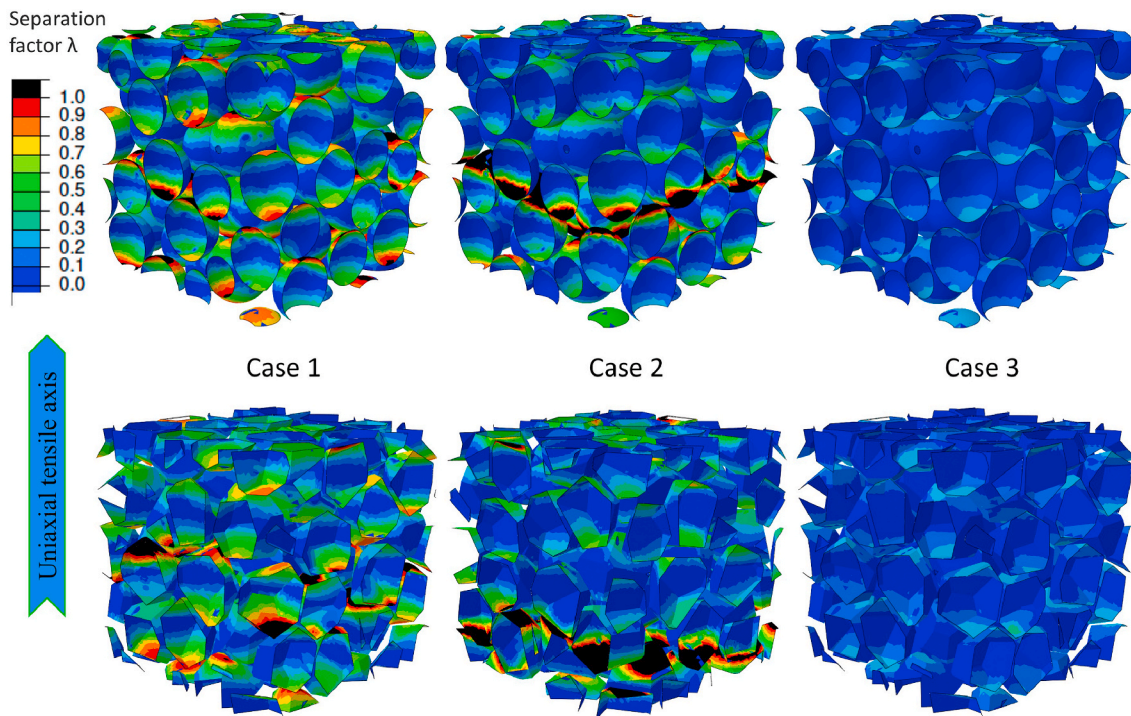 Separation
factor λ
1.0
0.9
0.8
0.7
0.6
0.5
0.4
0.3
0.2
0.1
0.0
Case 1
Case 2
Case 3
Uniaxial tensile axis